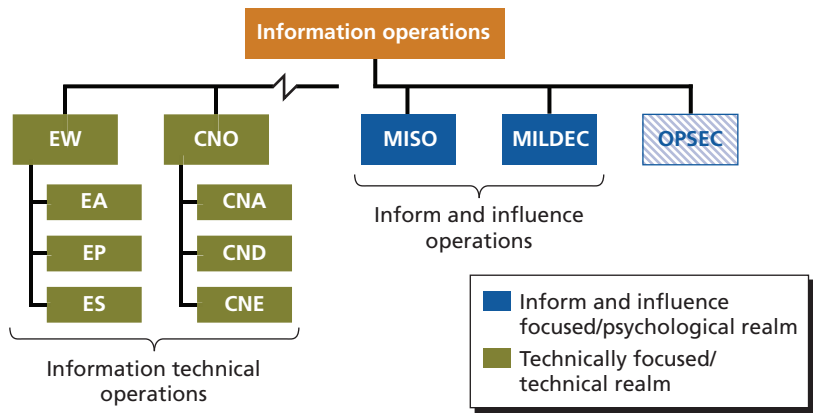 Information operations
EW
CNO
MISO
MILDEC
OPSEC
EA
CNA
EP
CND
ES
CNE
Inform and influence
operations
Information technical
operations
Inform and influence
focused/psychological realm
Technically focused/
technical realm